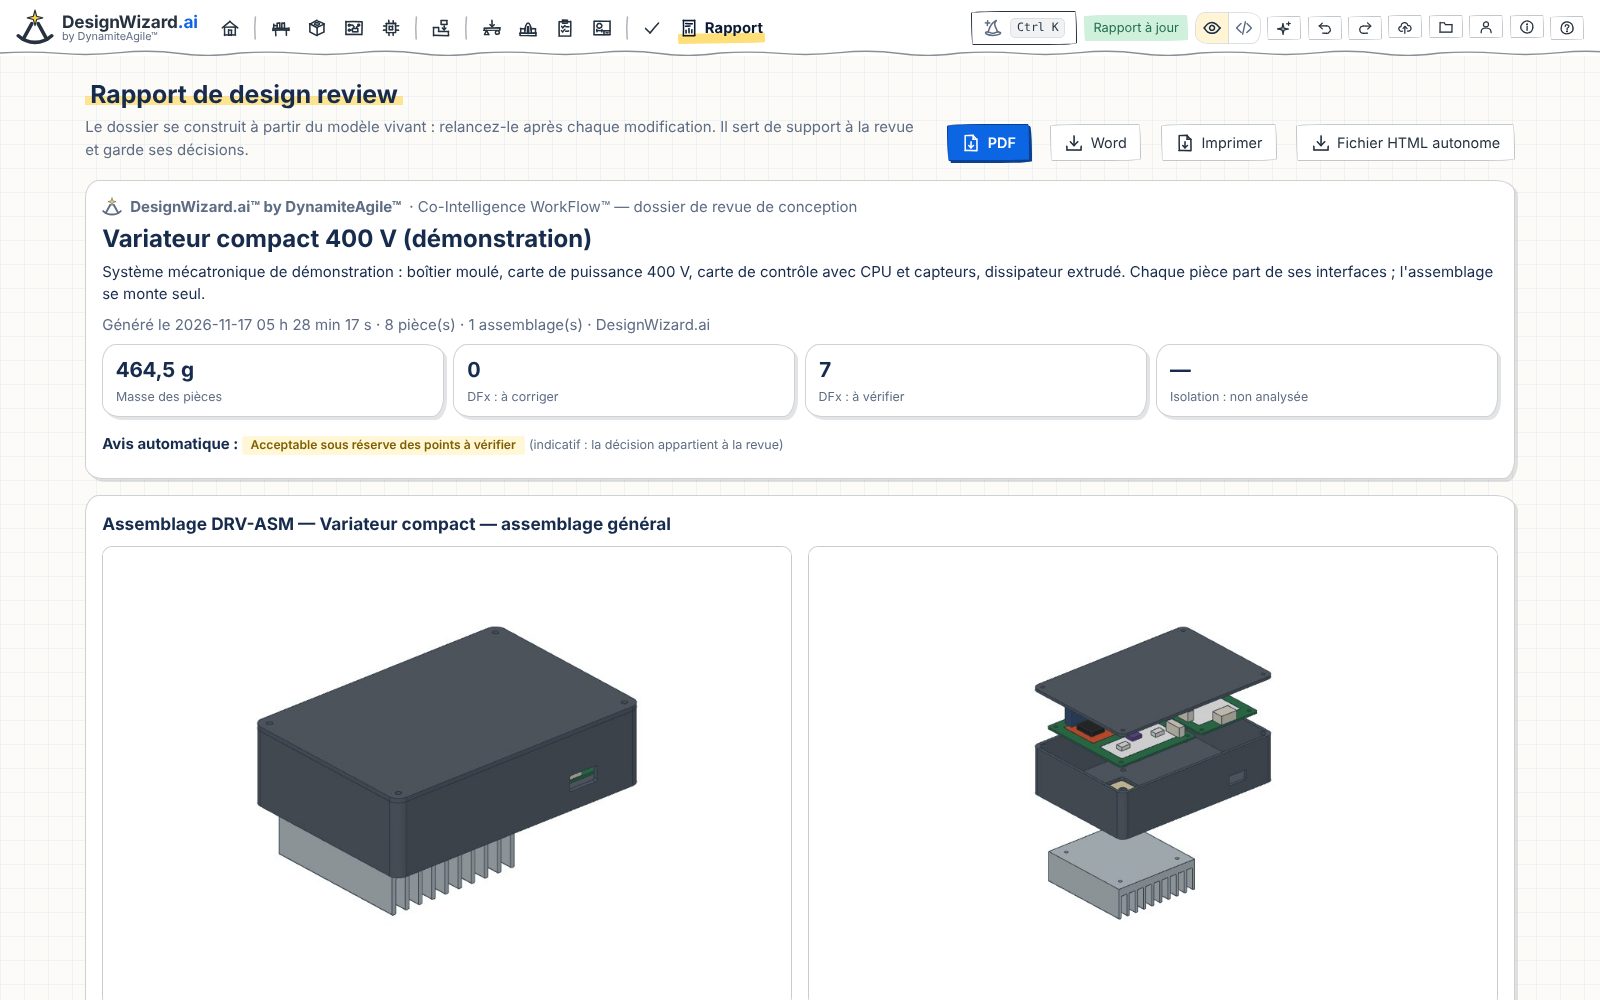 DesignWizard.ai
by DynamiteAgile™
Rapport
Ctrl K
Rapport à jour
Rapport de design review
Le dossier se construit à partir du modèle vivant : relancez-le après chaque modification. Il sert de support à la revue
et garde ses décisions.
PDF
Word
Imprimer
Fichier HTML autonome
DesignWizard.ai™ by DynamiteAgile™ · Co-Intelligence WorkFlow™ — dossier de revue de conception
Variateur compact 400 V (démonstration)
Système mécatronique de démonstration : boîtier moulé, carte de puissance 400 V, carte de contrôle avec CPU et capteurs, dissipateur extrudé. Chaque pièce part de ses interfaces ; l'assemblage
se monte seul.
Généré le 2026-11-17 05 h 28 min 17 s · 8 pièce(s) · 1 assemblage(s) · DesignWizard.ai
464,5 g
Masse des pièces
0
DFx : à corriger
7
DFx : à vérifier
—
Isolation : non analysée
Avis automatique : Acceptable sous réserve des points à vérifier (indicatif : la décision appartient à la revue)
Assemblage DRV-ASM — Variateur compact — assemblage général